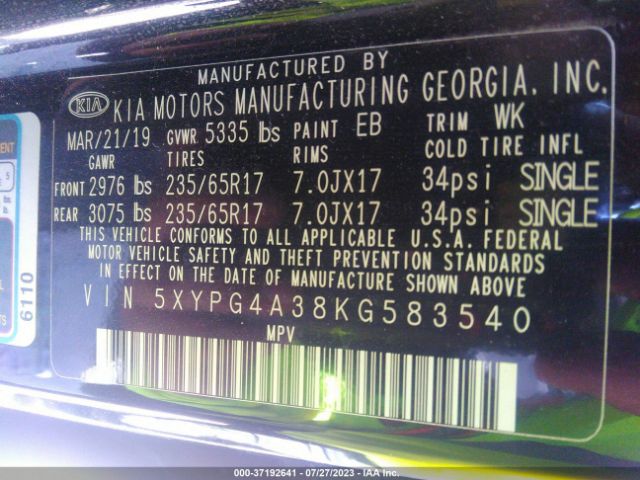 MANUFACTURED BY
KIA KIA MOTORS MANUFACTURING GEORGIA, INC.
MAR/21/19 GVWR 5335 lbs PAINT EB TRIM WK
GAWR TIRES RIMS COLD TIRE INFL
FRONT 2976 lbs 235/65R17 7.0JX17 34psi SINGLE
REAR 3075 lbs 235/65R17 7.0JX17 34psi SINGLE
THIS VEHICLE CONFORMS TO ALL APPLICABLE U.S.A. FEDERAL
MOTOR VEHICLE SAFETY AND THEFT PREVENTION STANDARDS
IN EFFECT ON THE DATE OF MANUFACTURE SHOWN ABOVE
VIN 5XYPG4A38KG583540
MPV
6110
000-37192641 - 07/27/2023 - IAA Inc.